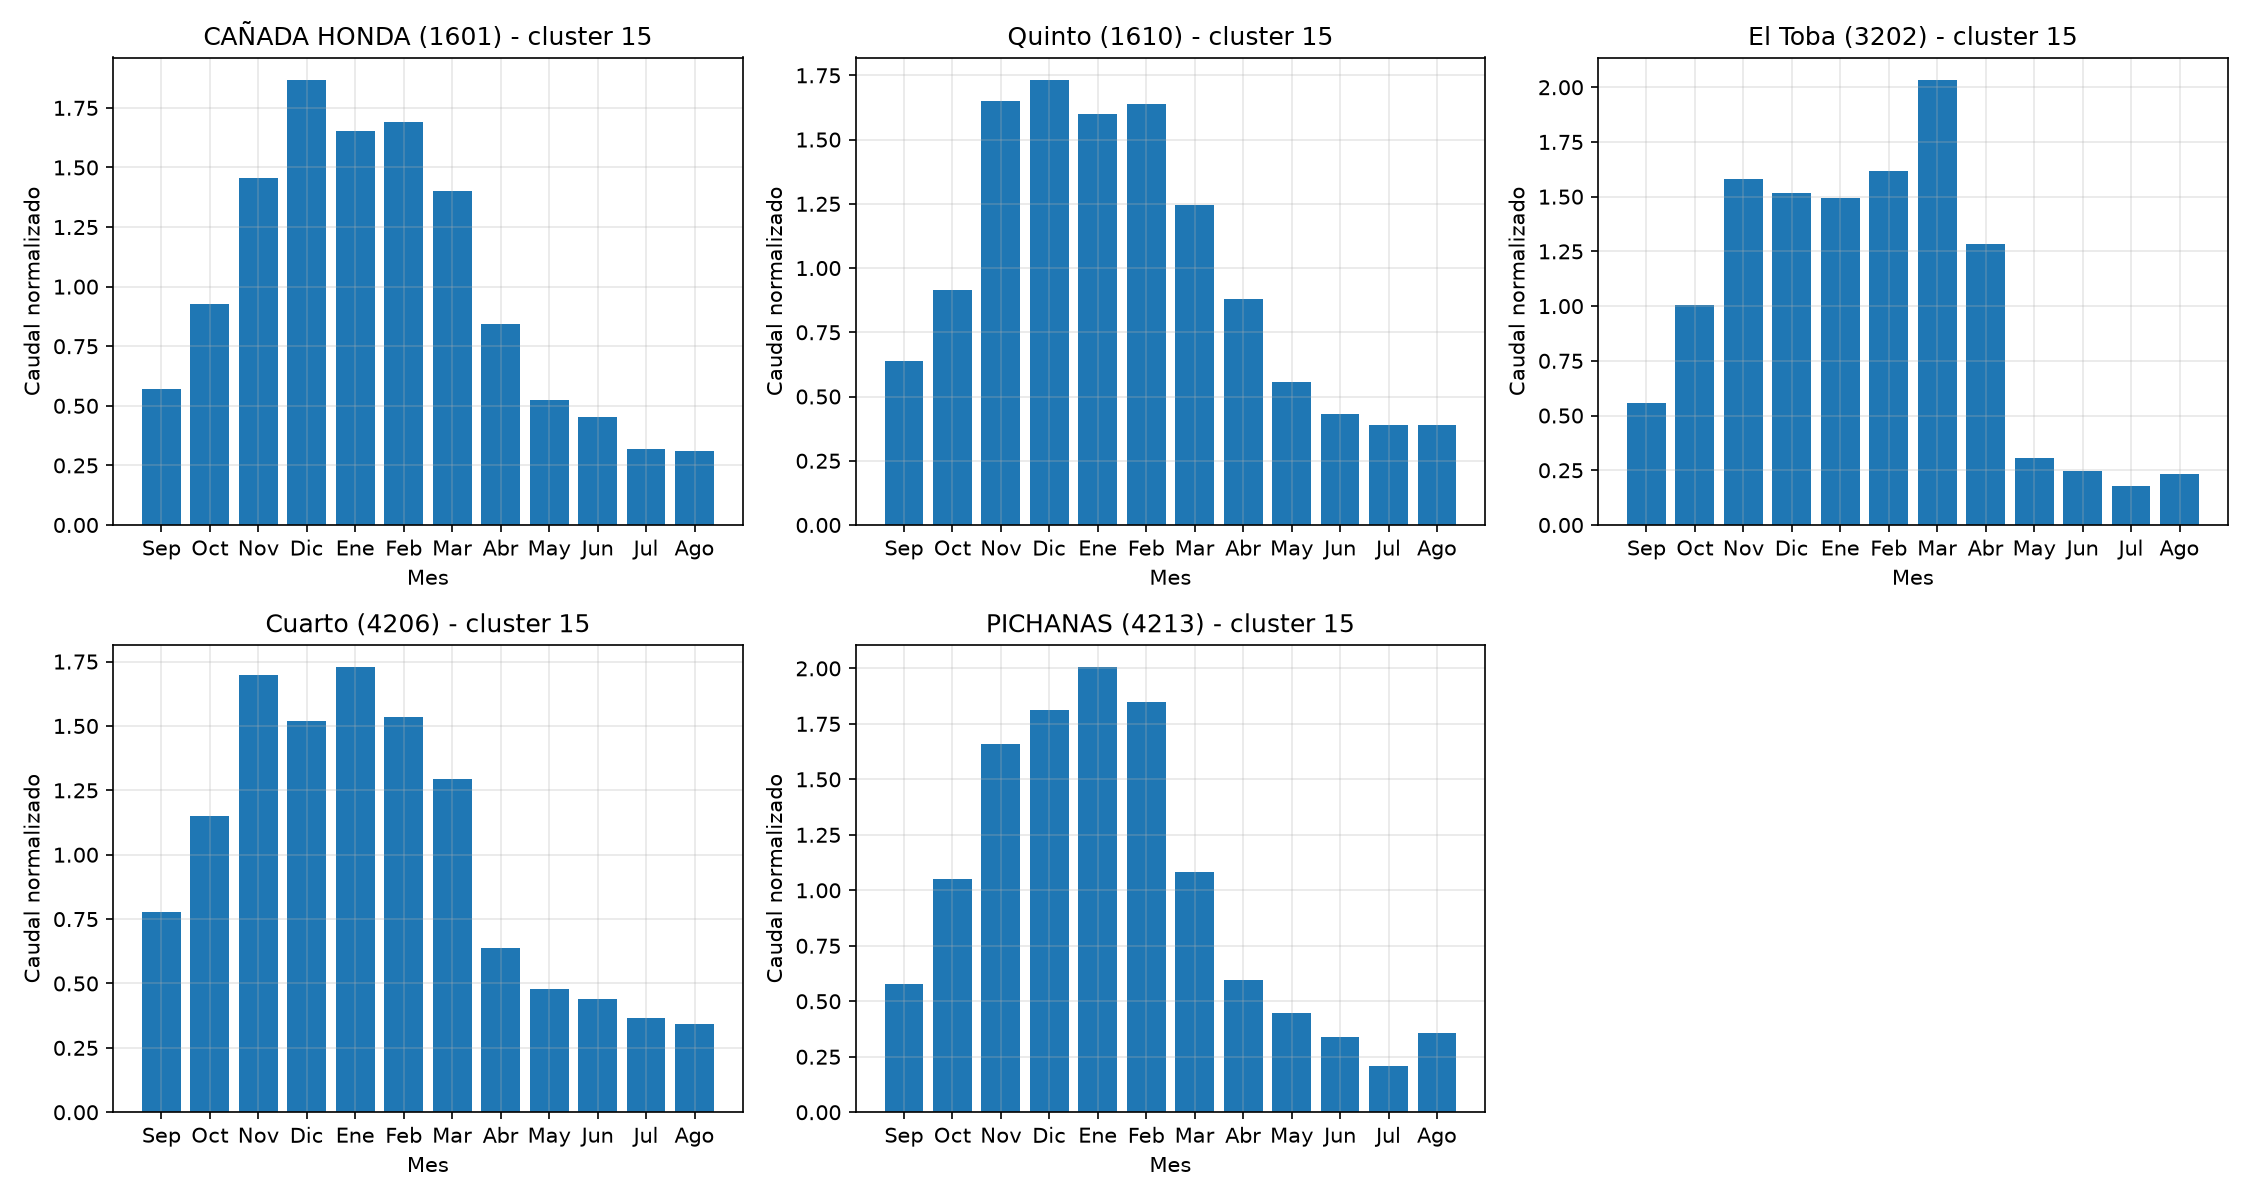 CAÑADA HONDA (1601) - cluster 15
Caudal normalizado
1.75
1.50
1.25
1.00
0.75
0.50
0.25
0.00
Sep Oct Nov Dic Ene Feb Mar Abr May Jun Jul Ago
Mes
Quinto (1610) - cluster 15
Caudal normalizado
1.75
1.50
1.25
1.00
0.75
0.50
0.25
0.00
Sep Oct Nov Dic Ene Feb Mar Abr May Jun Jul Ago
Mes
El Toba (3202) - cluster 15
Caudal normalizado
2.00
1.75
1.50
1.25
1.00
0.75
0.50
0.25
0.00
Sep Oct Nov Dic Ene Feb Mar Abr May Jun Jul Ago
Mes
Cuarto (4206) - cluster 15
Caudal normalizado
1.75
1.50
1.25
1.00
0.75
0.50
0.25
0.00
Sep Oct Nov Dic Ene Feb Mar Abr May Jun Jul Ago
Mes
PICHANAS (4213) - cluster 15
Caudal normalizado
2.00
1.75
1.50
1.25
1.00
0.75
0.50
0.25
0.00
Sep Oct Nov Dic Ene Feb Mar Abr May Jun Jul Ago
Mes